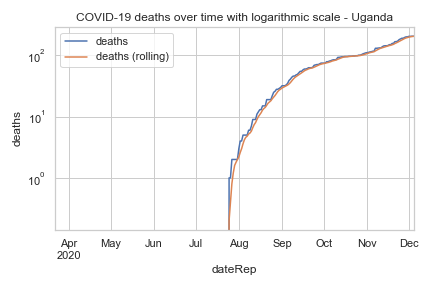 COVID-19 deaths over time with logarithmic scale - Uganda
deaths
deaths (rolling)
10²
10¹
10⁰
deaths
Apr May Jun Jul Aug Sep Oct Nov Dec
2020
dateRep